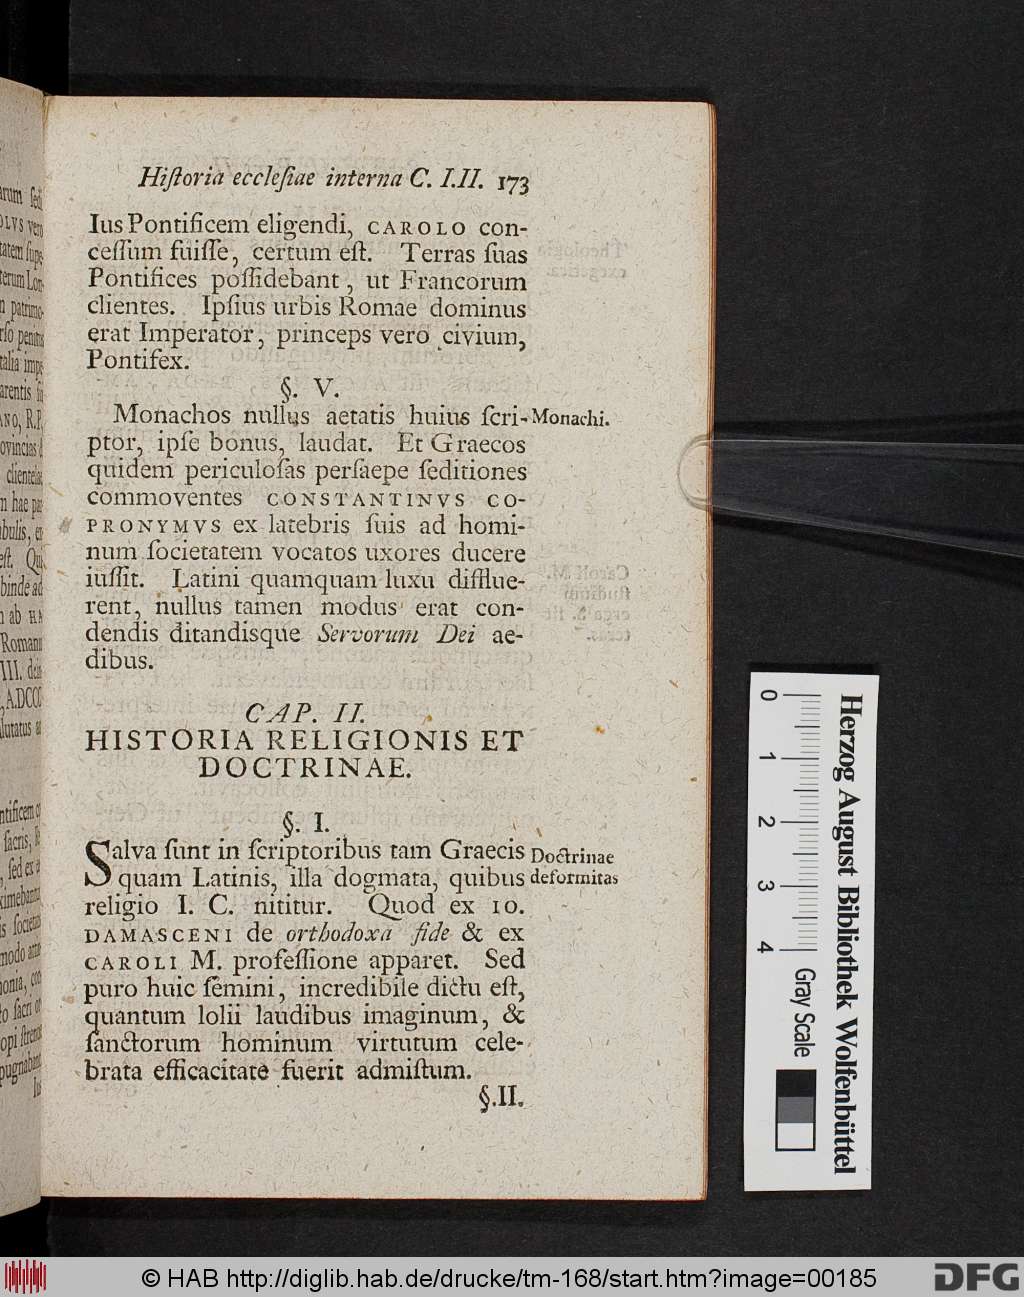 Hiſtoria eccleſiae interna C. I.II. 173
Ius Pontificem eligendi, CAROLO con-
ceſſum fuiſſe, certum eſt. Terras ſuas
Pontifices poſſidebant, ut Francorum
clientes. Ipſius urbis Romae dominus
erat Imperator, princeps vero civium,
Pontifex.
§. V.
Monachos nullus aetatis huius ſcri- Monachi.
ptor, ipſe bonus, laudat. Et Graecos
quidem periculoſas perſaepe ſeditiones
commoventes CONSTANTINVS CO-
PRONYMVS ex latebris ſuis ad homi-
num ſocietatem vocatos uxores ducere
iuſſit. Latini quamquam luxu difflue-
rent, nullus tamen modus erat con-
dendis ditandisque Servorum Dei ae-
dibus.
CAP. II.
HISTORIA RELIGIONIS ET
DOCTRINAE.
§. I.
Salva ſunt in ſcriptoribus tam Graecis Doctrinae
quam Latinis, illa dogmata, quibus deformitas
religio I. C. nititur. Quod ex IO.
DAMASCENI de orthodoxa fide & ex
CAROLI M. profeſſione apparet. Sed
puro huic ſemini, incredibile dictu eſt,
quantum lolii laudibus imaginum, &
ſanctorum hominum virtutum cele-
brata efficacitate fuerit admiſtum.
§.II.
0 1 2 3 4 Gray Scale
Herzog August Bibliothek Wolfenbüttel
© HAB http://diglib.hab.de/drucke/tm-168/start.htm?image=00185
DFG